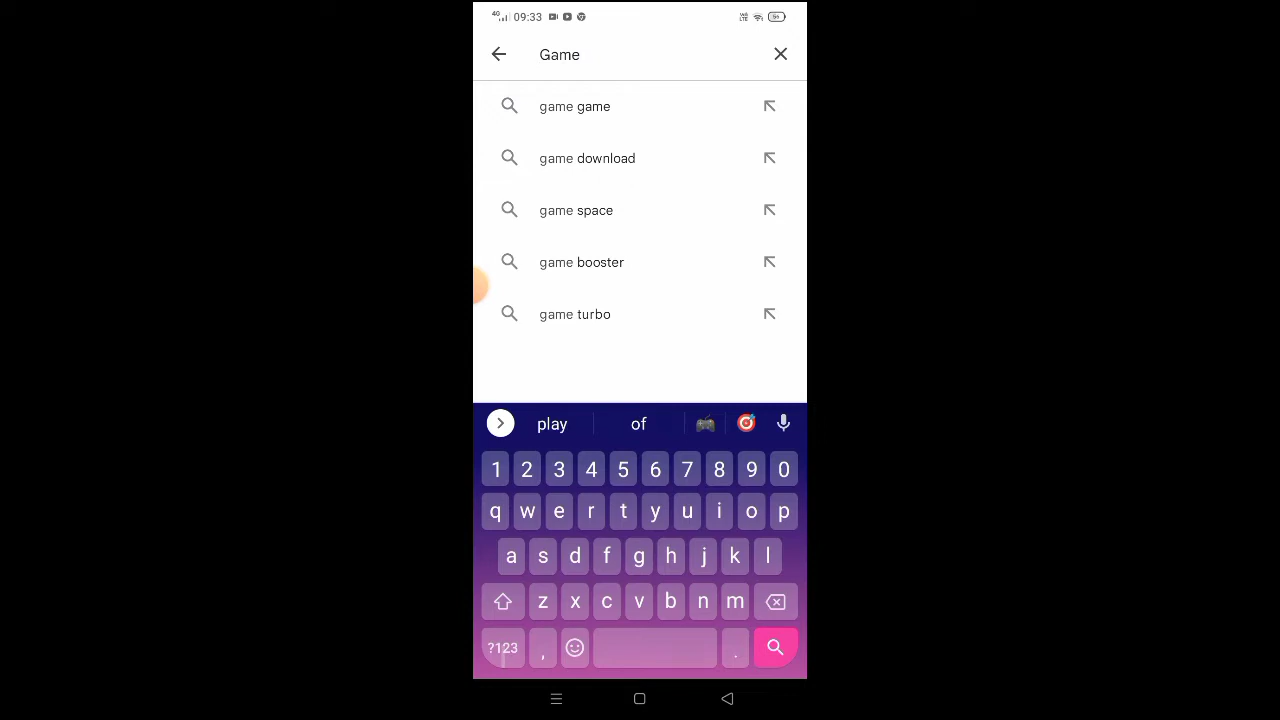 4G 09:33
Game
game game
game download
game space
game booster
game turbo
play of
1 2 3 4 5 6 7 8 9 0
q w e r t y u i o p
a s d f g h j k l
z x c v b n m
?123 , .